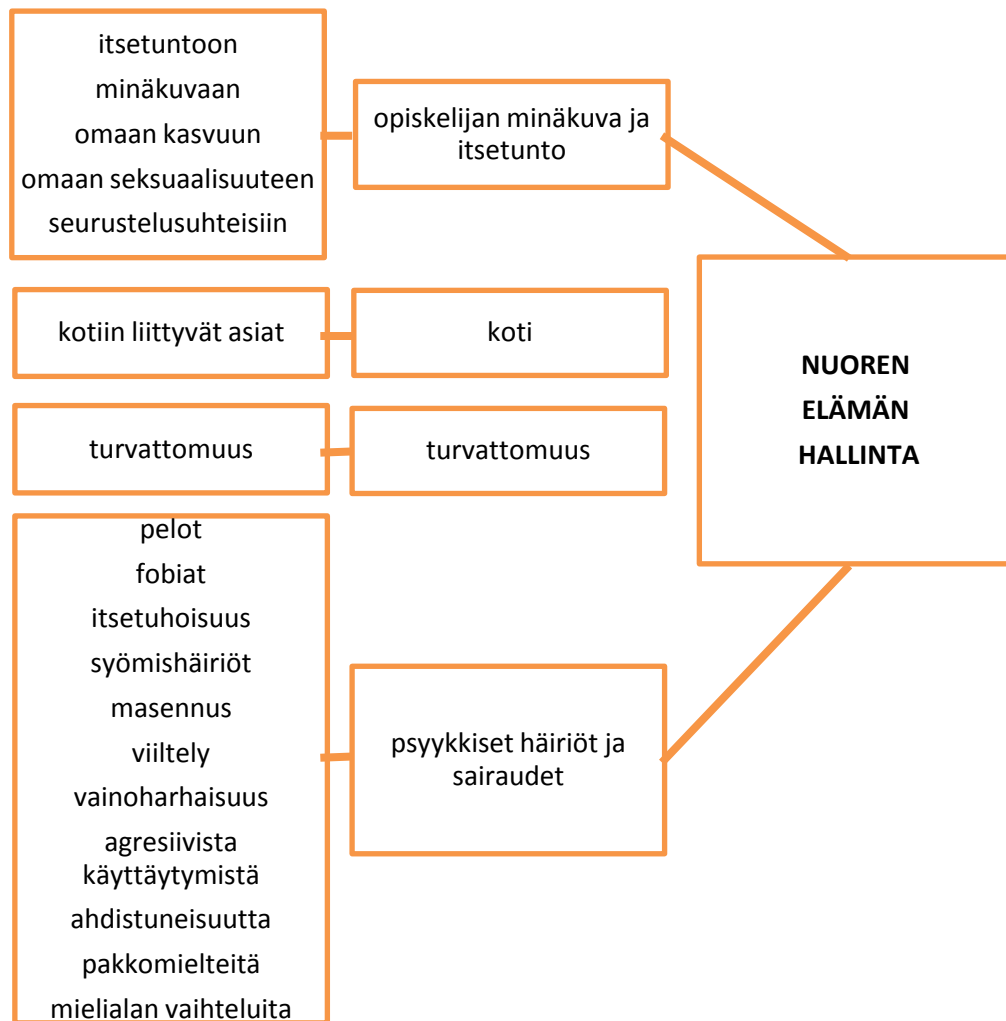 itsetuntoon
minäkuvaan
omaan kasvuun
omaan seksuaalisuuteen
seurustelusuhteisiin
opiskelijan minäkuva ja
itsetunto
kotiin liittyvät asiat
koti
turvattomuus
turvattomuus
pelot
fobiat
itsetuhoisuus
syömishäiriöt
masennus
viiltely
vainoharhaisuus
agresiivista
käyttäytymistä
ahdistuneisuutta
pakkomielteitä
mielialan vaihteluita
psyykkiset häiriöt ja
sairaudet
NUOREN
ELÄMÄN
HALLINTA